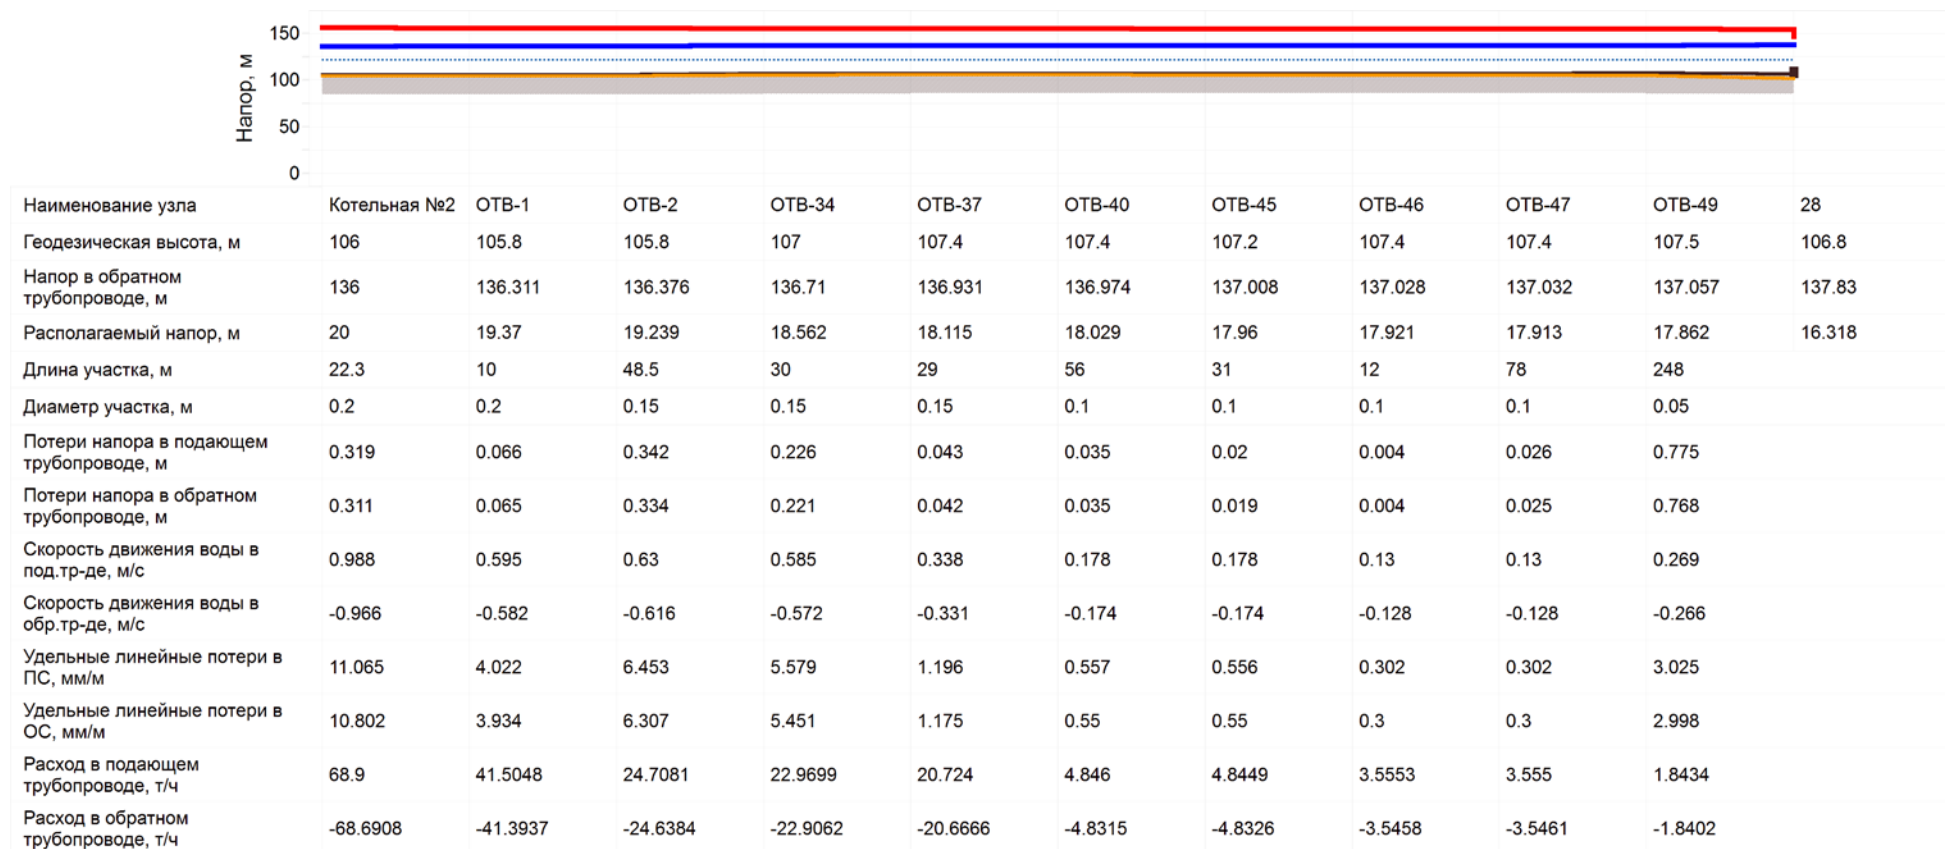 150
100
50
0
Напор, м
Наименование узла Котельная №2 ОТВ-1 ОТВ-2 ОТВ-34 ОТВ-37 ОТВ-40 ОТВ-45 ОТВ-46 ОТВ-47 ОТВ-49 28
Геодезическая высота, м 106 105.8 105.8 107 107.4 107.4 107.2 107.4 107.4 107.5 106.8
Напор в обратном
трубопроводе, м 136 136.311 136.376 136.71 136.931 136.974 137.008 137.028 137.032 137.057 137.83
Располагаемый напор, м 20 19.37 19.239 18.562 18.115 18.029 17.96 17.921 17.913 17.862 16.318
Длина участка, м 22.3 10 48.5 30 29 56 31 12 78 248
Диаметр участка, м 0.2 0.2 0.15 0.15 0.15 0.1 0.1 0.1 0.1 0.05
Потери напора в подающем
трубопроводе, м 0.319 0.066 0.342 0.226 0.043 0.035 0.02 0.004 0.026 0.775
Потери напора в обратном
трубопроводе, м 0.311 0.065 0.334 0.221 0.042 0.035 0.019 0.004 0.025 0.768
Скорость движения воды в
под.тр-де, м/с 0.988 0.595 0.63 0.585 0.338 0.178 0.178 0.13 0.13 0.269
Скорость движения воды в
обр.тр-де, м/с -0.966 -0.582 -0.616 -0.572 -0.331 -0.174 -0.174 -0.128 -0.128 -0.266
Удельные линейные потери в
ПС, мм/м 11.065 4.022 6.453 5.579 1.196 0.557 0.556 0.302 0.302 3.025
Удельные линейные потери в
ОС, мм/м 10.802 3.934 6.307 5.451 1.175 0.55 0.55 0.3 0.3 2.998
Расход в подающем
трубопроводе, т/ч 68.9 41.5048 24.7081 22.9699 20.724 4.846 4.8449 3.5553 3.555 1.8434
Расход в обратном
трубопроводе, т/ч -68.6908 -41.3937 -24.6384 -22.9062 -20.6666 -4.8315 -4.8326 -3.5458 -3.5461 -1.8402